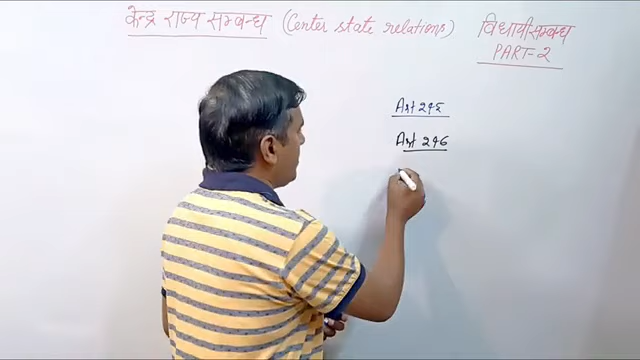 केन्द्र राज्य सम्बन्ध (Center state relations)
विधायी सम्बन्ध
PART-2
Art 245
Art 246